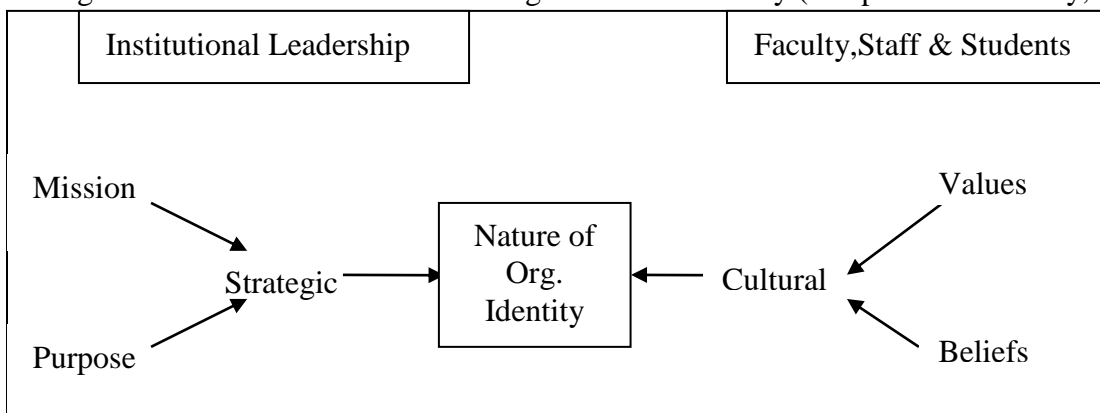 Institutional Leadership
Faculty,Staff & Students
Mission
Values
Nature of
Org.
Identity
Strategic
Cultural
Purpose
Beliefs